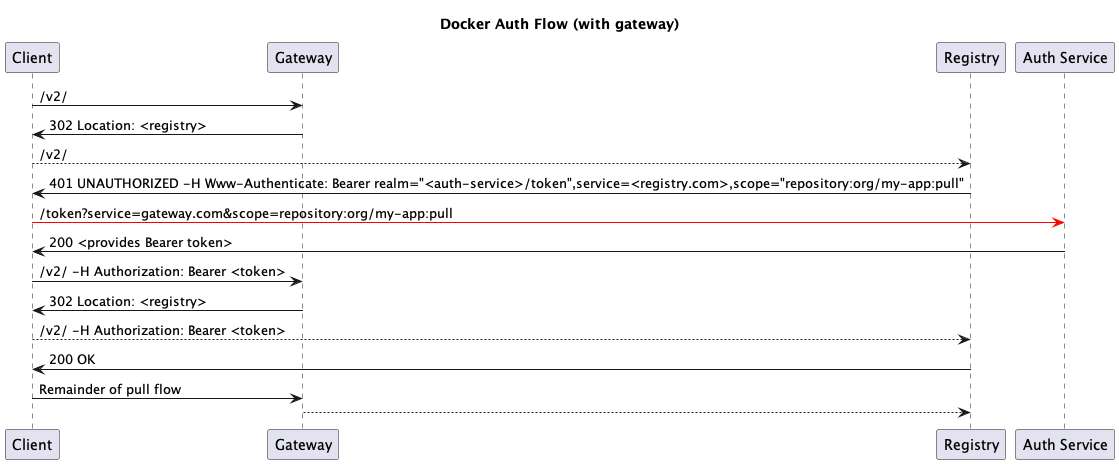 Docker Auth Flow (with gateway)
Client
Gateway
Registry
Auth Service
/v2/
302 Location: <registry>
/v2/
401 UNAUTHORIZED -H Www-Authenticate: Bearer realm="<auth-service>/token",service=<registry.com>,scope="repository:org/my-app:pull"
/token?service=gateway.com&scope=repository:org/my-app:pull
200 <provides Bearer token>
/v2/ -H Authorization: Bearer <token>
302 Location: <registry>
/v2/ -H Authorization: Bearer <token>
200 OK
Remainder of pull flow
Client
Gateway
Registry
Auth Service